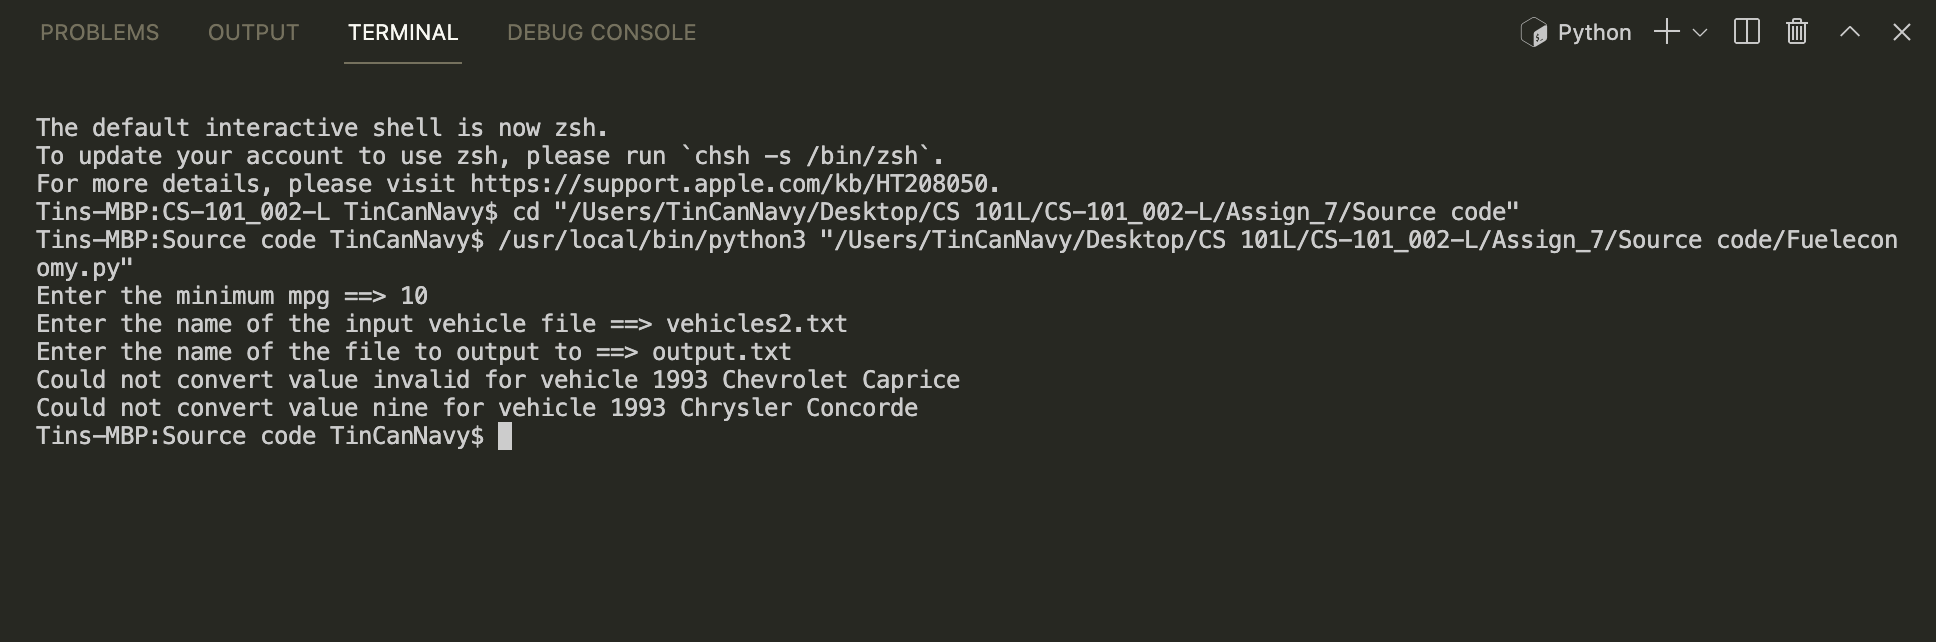 PROBLEMS OUTPUT TERMINAL DEBUG CONSOLE Python
The default interactive shell is now zsh.
To update your account to use zsh, please run `chsh -s /bin/zsh`.
For more details, please visit https://support.apple.com/kb/HT208050.
Tins-MBP:CS-101_002-L TinCanNavy$ cd "/Users/TinCanNavy/Desktop/CS 101L/CS-101_002-L/Assign_7/Source code"
Tins-MBP:Source code TinCanNavy$ /usr/local/bin/python3 "/Users/TinCanNavy/Desktop/CS 101L/CS-101_002-L/Assign_7/Source code/Fuelecon
omy.py"
Enter the minimum mpg ==> 10
Enter the name of the input vehicle file ==> vehicles2.txt
Enter the name of the file to output to ==> output.txt
Could not convert value invalid for vehicle 1993 Chevrolet Caprice
Could not convert value nine for vehicle 1993 Chrysler Concorde
Tins-MBP:Source code TinCanNavy$